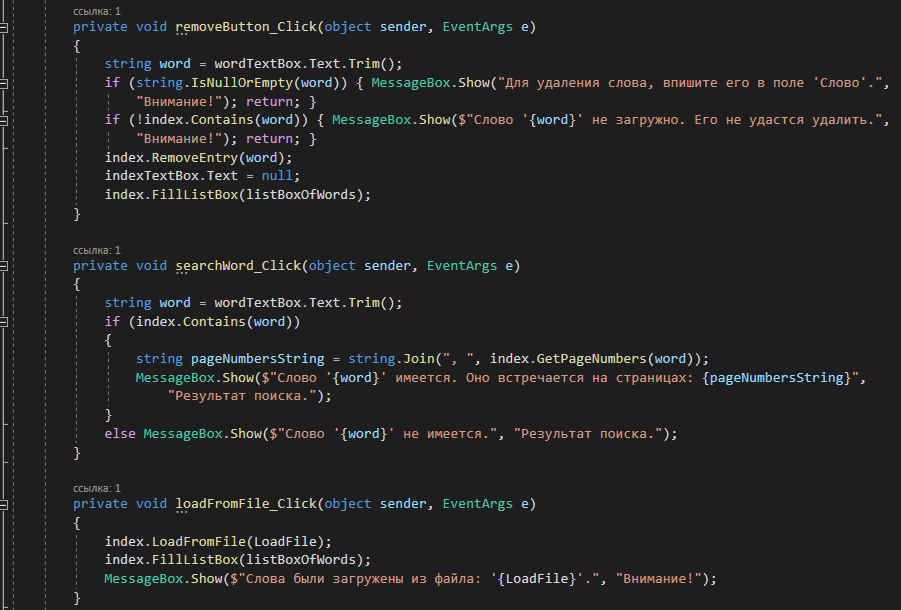 ссылка: 1
private void removeButton_Click(object sender, EventArgs e)
{
string word = wordTextBox.Text.Trim();
if (string.IsNullOrEmpty(word)) { MessageBox.Show("Для удаления слова, впишите его в поле 'Слово'.",
"Внимание!"); return; }
if (!index.Contains(word)) { MessageBox.Show($"Слово '{word}' не загружно. Его не удастся удалить.",
"Внимание!"); return; }
index.RemoveEntry(word);
indexTextBox.Text = null;
index.FillListBox(listBoxOfWords);
}
ссылка: 1
private void searchWord_Click(object sender, EventArgs e)
{
string word = wordTextBox.Text.Trim();
if (index.Contains(word))
{
string pageNumbersString = string.Join(", ", index.GetPageNumbers(word));
MessageBox.Show($"Слово '{word}' имеется. Оно встречается на страницах: {pageNumbersString}",
"Результат поиска.");
}
else MessageBox.Show($"Слово '{word}' не имеется.", "Результат поиска.");
}
ссылка: 1
private void loadFromFile_Click(object sender, EventArgs e)
{
index.LoadFromFile(LoadFile);
index.FillListBox(listBoxOfWords);
MessageBox.Show($"Слова были загружены из файла: '{LoadFile}'.", "Внимание!");
}